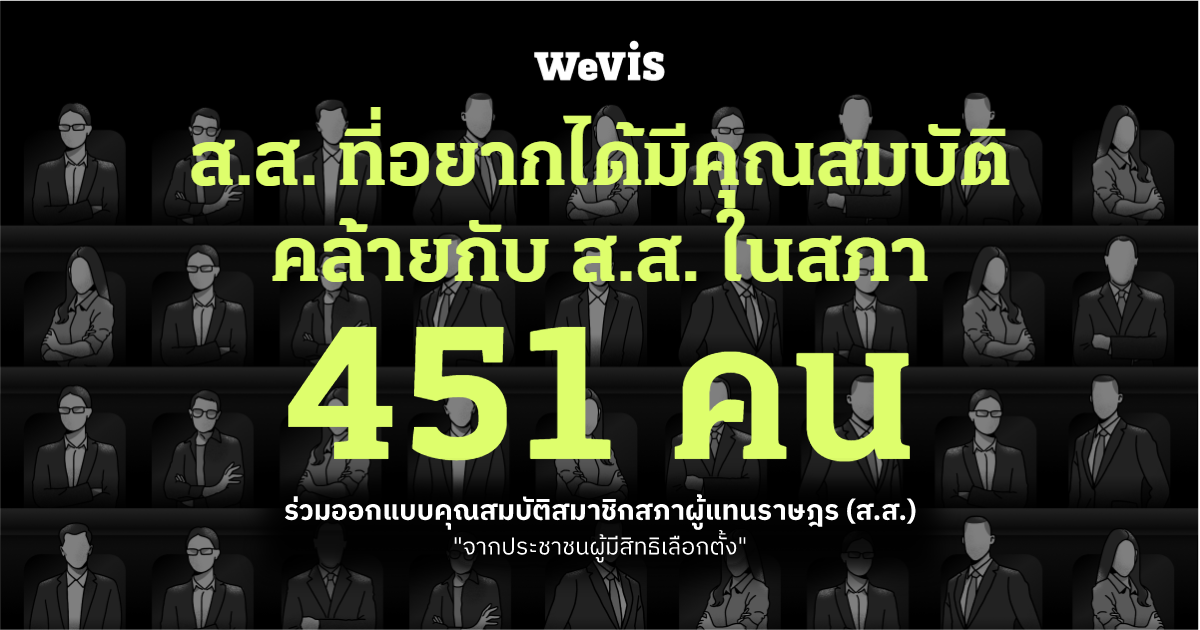 WeVIS
ส.ส. ที่อยากได้มีคุณสมบัติ
คล้ายกับ ส.ส. ในสภา
451 คน
ร่วมออกแบบคุณสมบัติสมาชิกสภาผู้แทนราษฎร (ส.ส.)
"จากประชาชนผู้มีสิทธิเลือกตั้ง"